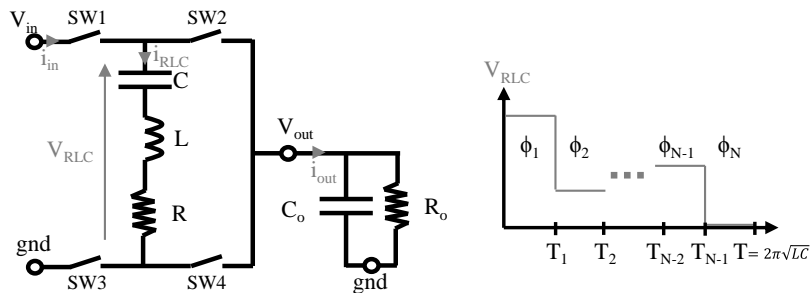 V_in SW1 SW2
i_in i_RLC
C
V_RLC L V_out
i_out
R C_o R_o
gnd
SW3 SW4 gnd
V_RLC
ϕ_1 ϕ_2 ϕ_N-1 ϕ_N
T_1 T_2 T_N-2 T_N-1 T = 2π√LC